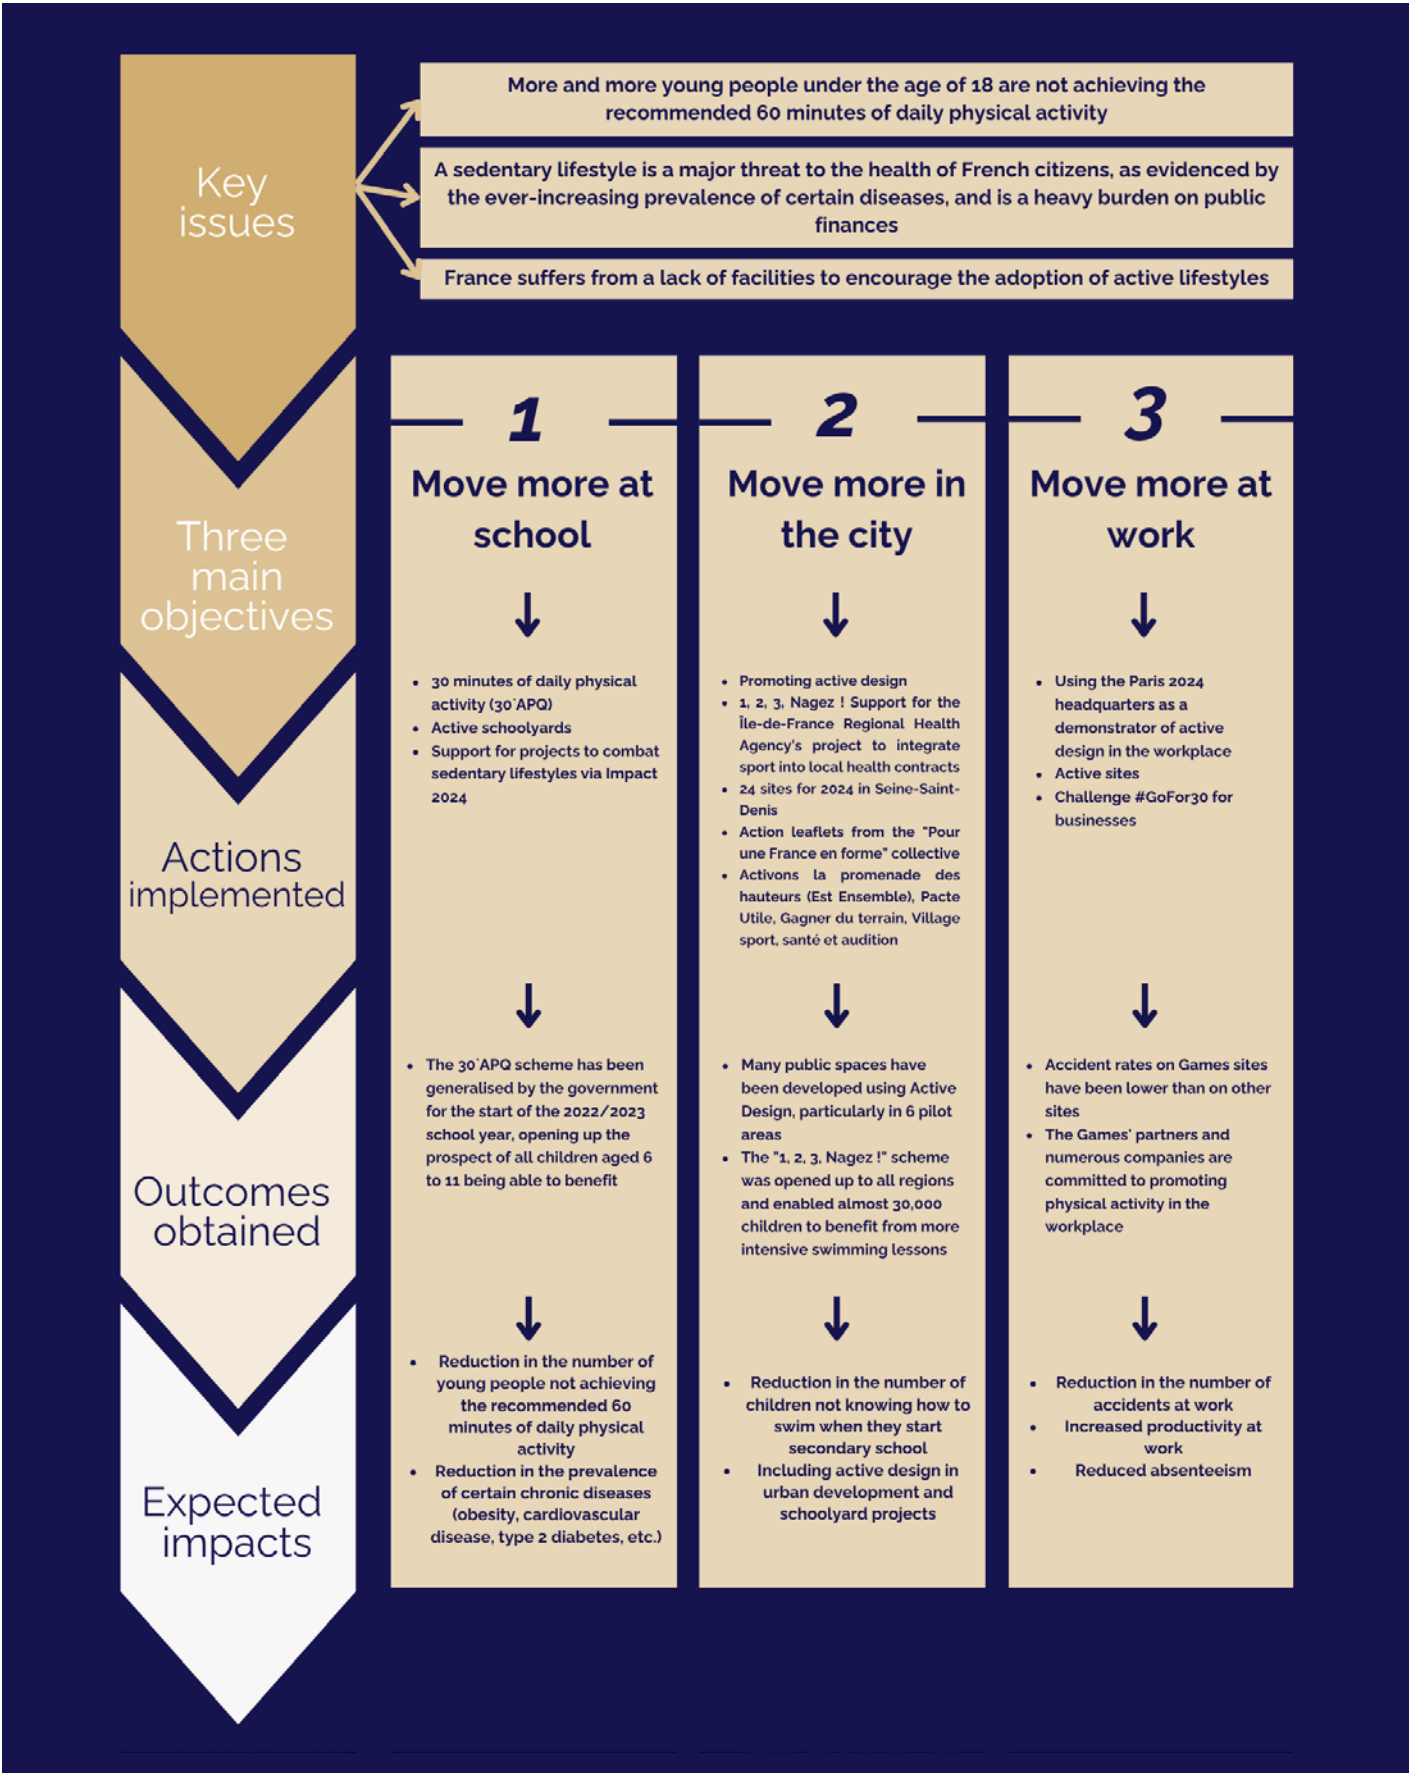 Key
issues
More and more young people under the age of 18 are not achieving the
recommended 60 minutes of daily physical activity
A sedentary lifestyle is a major threat to the health of French citizens, as evidenced by
the ever-increasing prevalence of certain diseases, and is a heavy burden on public
finances
France suffers from a lack of facilities to encourage the adoption of active lifestyles
Three
main
objectives
1
Move more at
school
2
Move more in
the city
3
Move more at
work
Actions
implemented
• 30 minutes of daily physical
activity (30`APQ)
• Active schoolyards
• Support for projects to combat
sedentary lifestyles via Impact
2024
• Promoting active design
• 1, 2, 3, Nagez ! Support for the
Île-de-France Regional Health
Agency's project to integrate
sport into local health contracts
• 24 sites for 2024 in Seine-Saint-
Denis
• Action leaflets from the "Pour
une France en forme" collective
• Activons la promenade des
hauteurs (Est Ensemble), Pacte
Utile, Gagner du terrain, Village
sport, santé et audition
• Using the Paris 2024
headquarters as a
demonstrator of active
design in the workplace
• Active sites
• Challenge #GoFor30 for
businesses
Outcomes
obtained
• The 30`APQ scheme has been
generalised by the government
for the start of the 2022/2023
school year, opening up the
prospect of all children aged 6
to 11 being able to benefit
• Many public spaces have
been developed using Active
Design, particularly in 6 pilot
areas
• The "1, 2, 3, Nagez !" scheme
was opened up to all regions
and enabled almost 30,000
children to benefit from more
intensive swimming lessons
• Accident rates on Games sites
have been lower than on other
sites
• The Games' partners and
numerous companies are
committed to promoting
physical activity in the
workplace
Expected
impacts
• Reduction in the number of
young people not achieving
the recommended 60
minutes of daily physical
activity
• Reduction in the prevalence
of certain chronic diseases
(obesity, cardiovascular
disease, type 2 diabetes, etc.)
• Reduction in the number of
children not knowing how to
swim when they start
secondary school
• Including active design in
urban development and
schoolyard projects
• Reduction in the number of
accidents at work
• Increased productivity at
work
• Reduced absenteeism